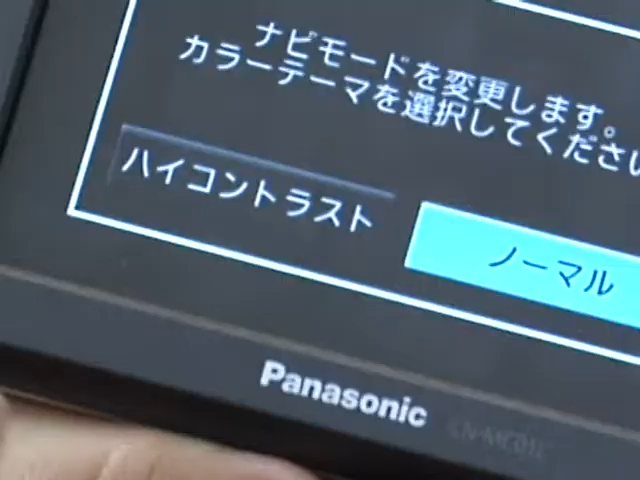 ナビモードを変更します。
カラーテーマを選択してください
ハイコントラスト
ノーマル
Panasonic